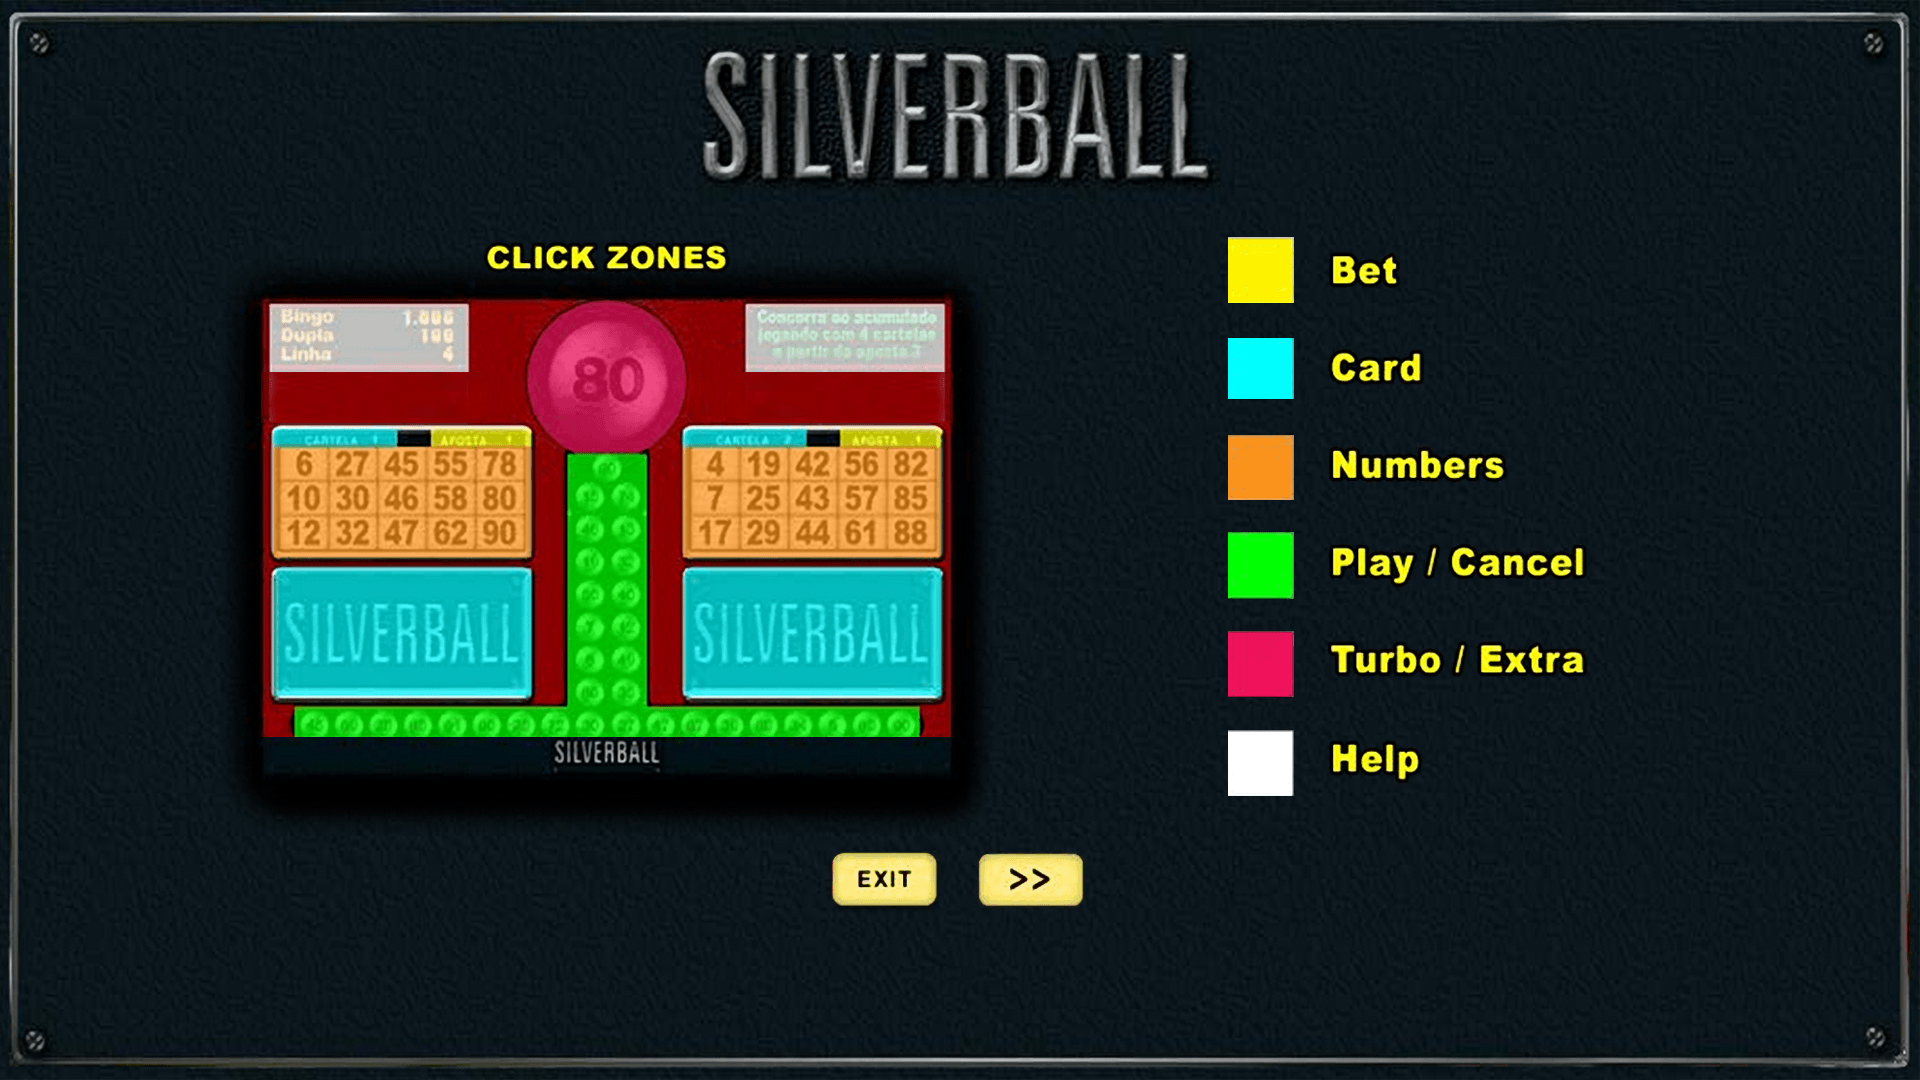 SILVERBALL
CLICK ZONES
Bingo 1.000
Dupla 100
Linha 4
80
Concorra ao acumulado
jogando com 4 cartelas
a partir da aposta 3
CARTELA 1 APOSTA 1
6 27 45 55 78
10 30 46 58 80
12 32 47 62 90
CARTELA 2 APOSTA 1
4 19 42 56 82
7 25 43 57 85
17 29 44 61 88
SILVERBALL
SILVERBALL
SILVERBALL
Bet
Card
Numbers
Play / Cancel
Turbo / Extra
Help
EXIT
>>